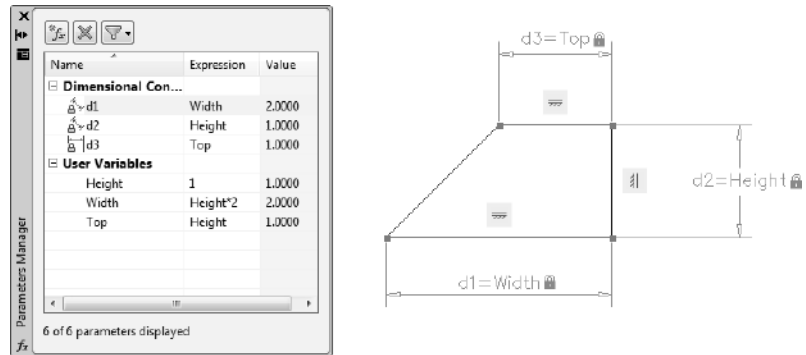 Name Expression Value
Dimensional Con...
d1 Width 2.0000
d2 Height 1.0000
d3 Top 1.0000
User Variables
Height 1 1.0000
Width Height*2 2.0000
Top Height 1.0000
6 of 6 parameters displayed
Parameters Manager
fx
d3=Top
d2=Height
d1=Width